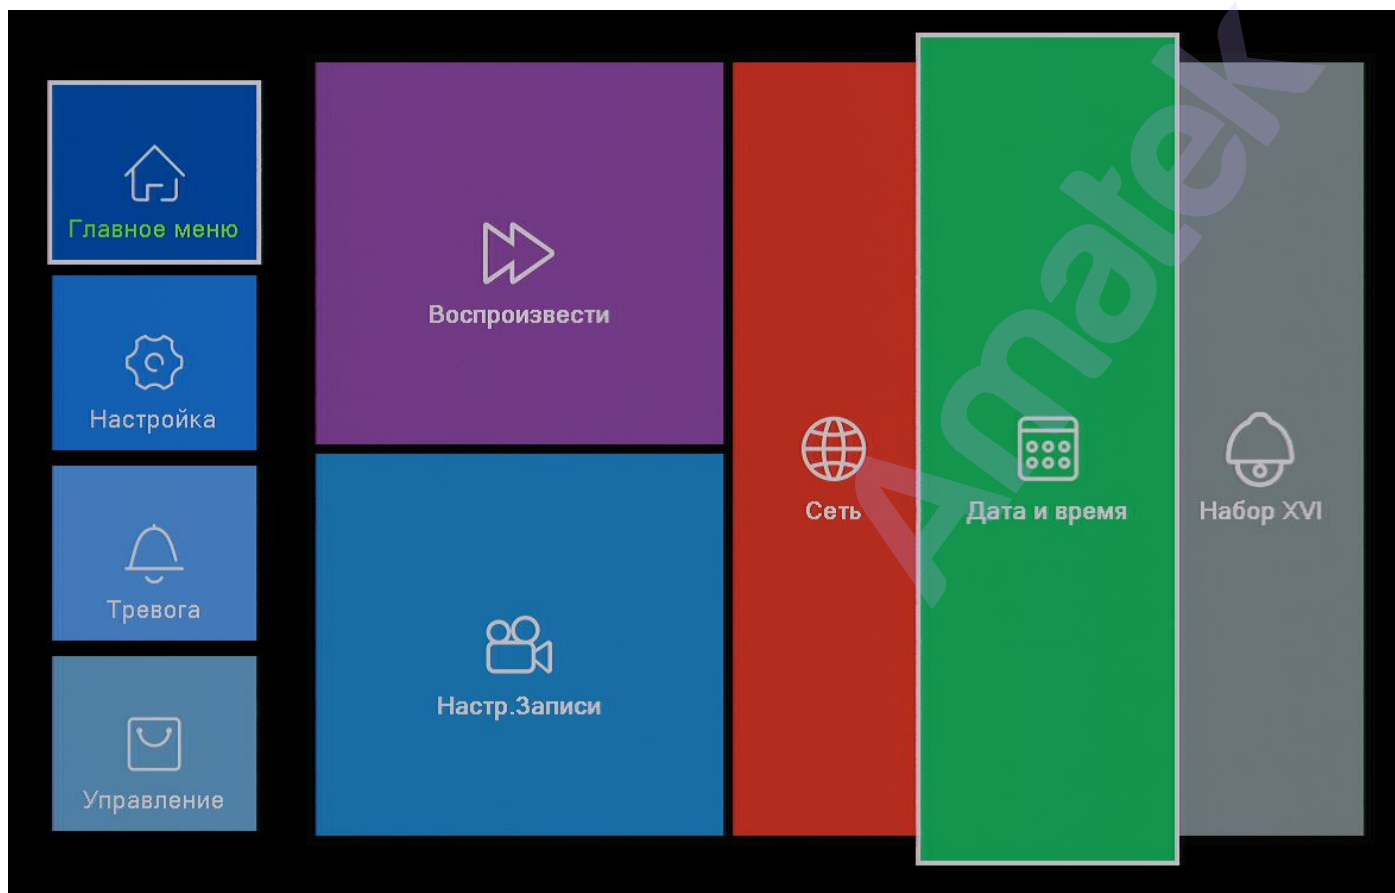 Главное меню
Настройка
Тревога
Управление
Воспроизвести
Настр.Записи
Сеть
Дата и время
Набор XVI
Amatek